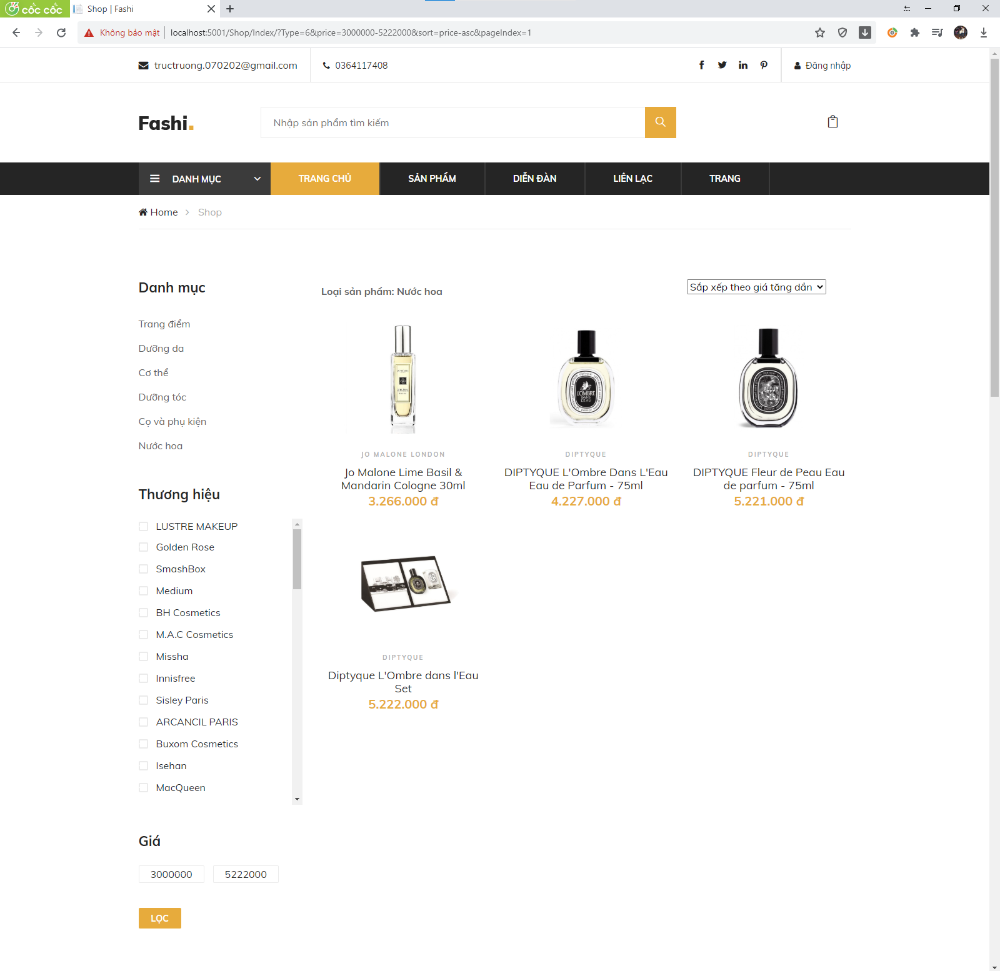 cốc cốc
Shop | Fashi
Không bảo mật
localhost:5001/Shop/Index/?Type=6&price=3000000-5222000&sort=price-asc&pageIndex=1
tructruong.070202@gmail.com
0364117408
Đăng nhập
Fashi.
Nhập sản phẩm tìm kiếm
DANH MỤC
TRANG CHỦ
SẢN PHẨM
DIỄN ĐÀN
LIÊN LẠC
TRANG
Home
Shop
Danh mục
Trang điểm
Dưỡng da
Cơ thể
Dưỡng tóc
Cọ và phụ kiện
Nước hoa
Thương hiệu
LUSTRE MAKEUP
Golden Rose
SmashBox
Medium
BH Cosmetics
M.A.C Cosmetics
Missha
Innisfree
Sisley Paris
ARCANCIL PARIS
Buxom Cosmetics
Isehan
MacQueen
Giá
3000000
5222000
LỌC
Loại sản phẩm: Nước hoa
Sắp xếp theo giá tăng dần
L'OMBRE
DANS
L'EAU
FLEUR
PEAU
JO MALONE LONDON
Jo Malone Lime Basil &
Mandarin Cologne 30ml
3.266.000 đ
DIPTYQUE
DIPTYQUE L'Ombre Dans L'Eau
Eau de Parfum - 75ml
4.227.000 đ
DIPTYQUE
DIPTYQUE Fleur de Peau Eau
de parfum - 75ml
5.221.000 đ
DIPTYQUE
Diptyque L'Ombre dans l'Eau
Set
5.222.000 đ